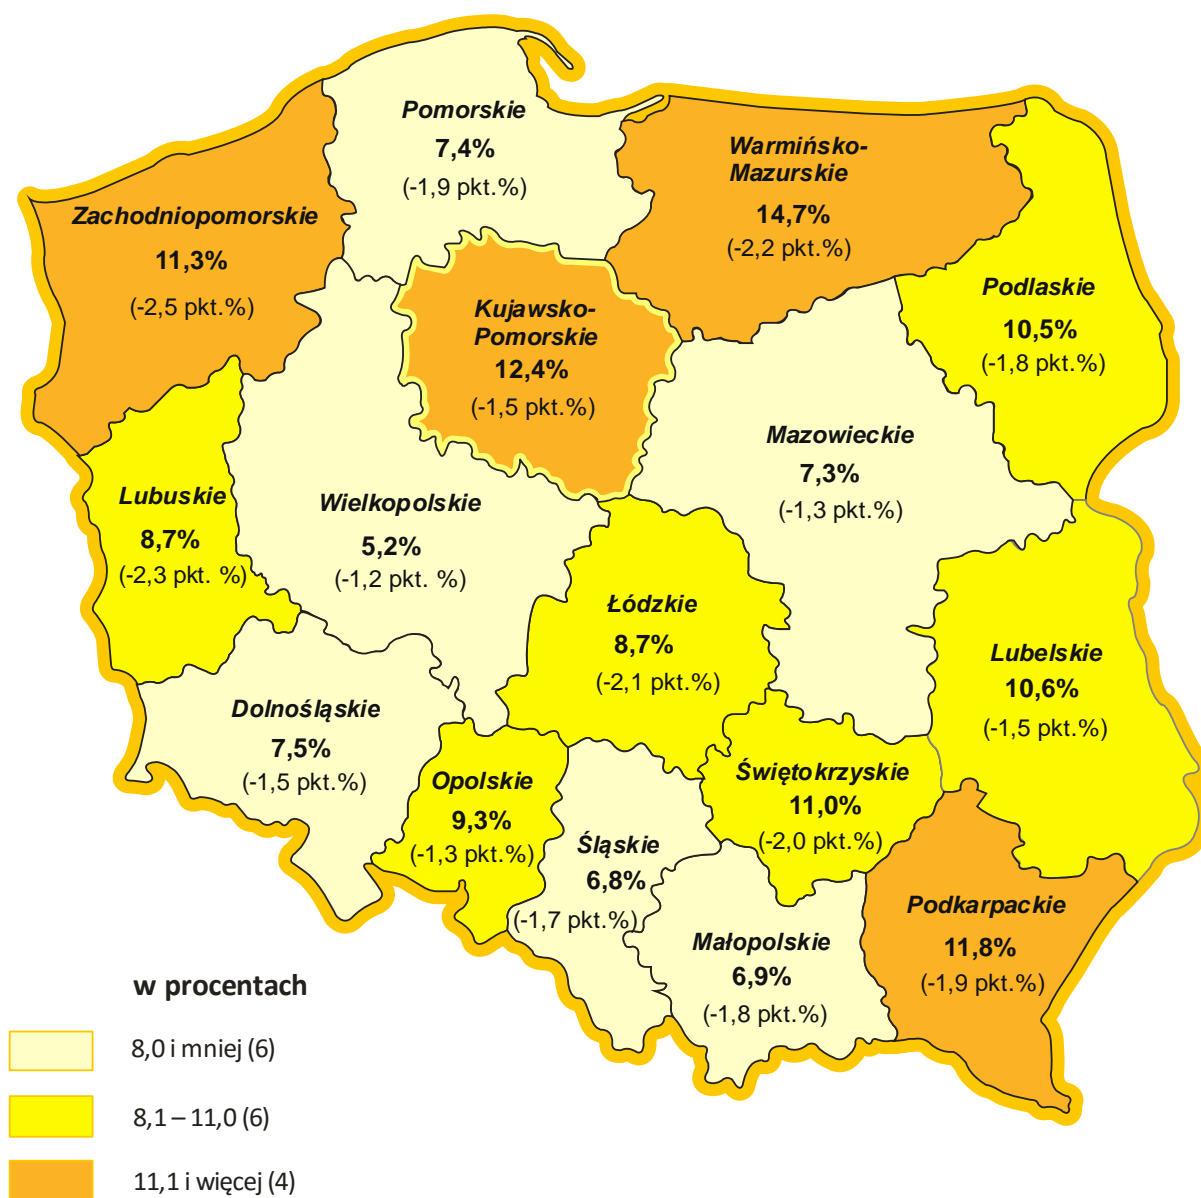 Pomorskie
7,4%
(-1,9 pkt.%)
Warmińsko-
Mazurskie
14,7%
(-2,2 pkt.%)
Zachodniopomorskie
11,3%
(-2,5 pkt.%)
Kujawsko-
Pomorskie
12,4%
(-1,5 pkt.%)
Podlaskie
10,5%
(-1,8 pkt.%)
Mazowieckie
7,3%
(-1,3 pkt.%)
Lubuskie
8,7%
(-2,3 pkt. %)
Wielkopolskie
5,2%
(-1,2 pkt. %)
Łódzkie
8,7%
(-2,1 pkt.%)
Lubelskie
10,6%
(-1,5 pkt.%)
Dolnośląskie
7,5%
(-1,5 pkt.%)
Opolskie
9,3%
(-1,3 pkt.%)
Świętokrzyskie
11,0%
(-2,0 pkt.%)
Śląskie
6,8%
(-1,7 pkt.%)
Małopolskie
6,9%
(-1,8 pkt.%)
Podkarpackie
11,8%
(-1,9 pkt.%)
w procentach
8,0 i mniej (6)
8,1 – 11,0 (6)
11,1 i więcej (4)